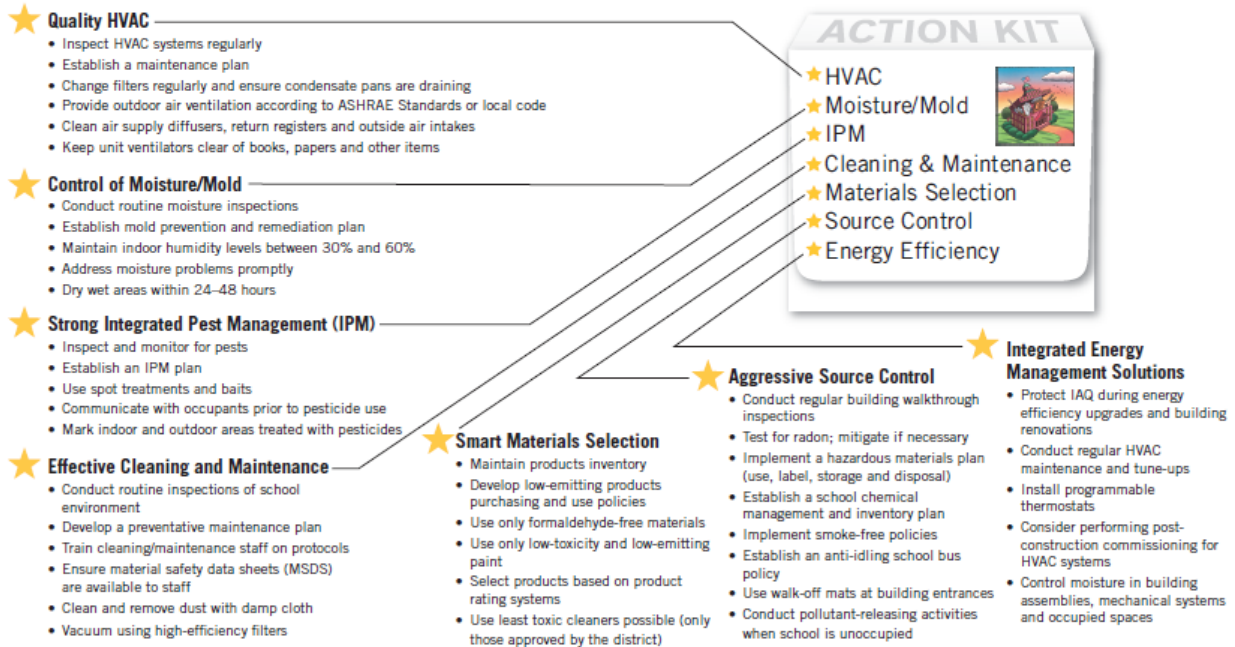 Quality HVAC
• Inspect HVAC systems regularly
• Establish a maintenance plan
• Change filters regularly and ensure condensate pans are draining
• Provide outdoor air ventilation according to ASHRAE Standards or local code
• Clean air supply diffusers, return registers and outside air intakes
• Keep unit ventilators clear of books, papers and other items
Control of Moisture/Mold
• Conduct routine moisture inspections
• Establish mold prevention and remediation plan
• Maintain indoor humidity levels between 30% and 60%
• Address moisture problems promptly
• Dry wet areas within 24–48 hours
Strong Integrated Pest Management (IPM)
• Inspect and monitor for pests
• Establish an IPM plan
• Use spot treatments and baits
• Communicate with occupants prior to pesticide use
• Mark indoor and outdoor areas treated with pesticides
Effective Cleaning and Maintenance
• Conduct routine inspections of school
environment
• Develop a preventative maintenance plan
• Train cleaning/maintenance staff on protocols
• Ensure material safety data sheets (MSDS)
are available to staff
• Clean and remove dust with damp cloth
• Vacuum using high-efficiency filters
Smart Materials Selection
• Maintain products inventory
• Develop low-emitting products
purchasing and use policies
• Use only formaldehyde-free materials
• Use only low-toxicity and low-emitting
paint
• Select products based on product
rating systems
• Use least toxic cleaners possible (only
those approved by the district)
Aggressive Source Control
• Conduct regular building walkthrough
inspections
• Test for radon; mitigate if necessary
• Implement a hazardous materials plan
(use, label, storage and disposal)
• Establish a school chemical
management and inventory plan
• Implement smoke-free policies
• Establish an anti-idling school bus
policy
• Use walk-off mats at building entrances
• Conduct pollutant-releasing activities
when school is unoccupied
Integrated Energy
Management Solutions
• Protect IAQ during energy
efficiency upgrades and building
renovations
• Conduct regular HVAC
maintenance and tune-ups
• Install programmable
thermostats
• Consider performing post-
construction commissioning for
HVAC systems
• Control moisture in building
assemblies, mechanical systems
and occupied spaces
ACTION KIT
HVAC
Moisture/Mold
IPM
Cleaning & Maintenance
Materials Selection
Source Control
Energy Efficiency